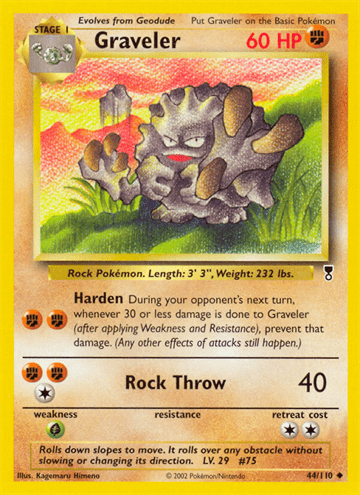 Evolves from Geodude Put Graveler on the Basic Pokémon
STAGE 1
Graveler 60 HP
Rock Pokémon. Length: 3' 3", Weight: 232 lbs.
Harden During your opponent's next turn,
whenever 30 or less damage is done to Graveler
(after applying Weakness and Resistance), prevent that
damage. (Any other effects of attacks still happen.)
Rock Throw 40
weakness resistance retreat cost
Rolls down slopes to move. It rolls over any obstacle without
slowing or changing its direction. LV. 29 #75
Illus. Kagemaru Himeno © 2002 Pokémon/Nintendo 44/110